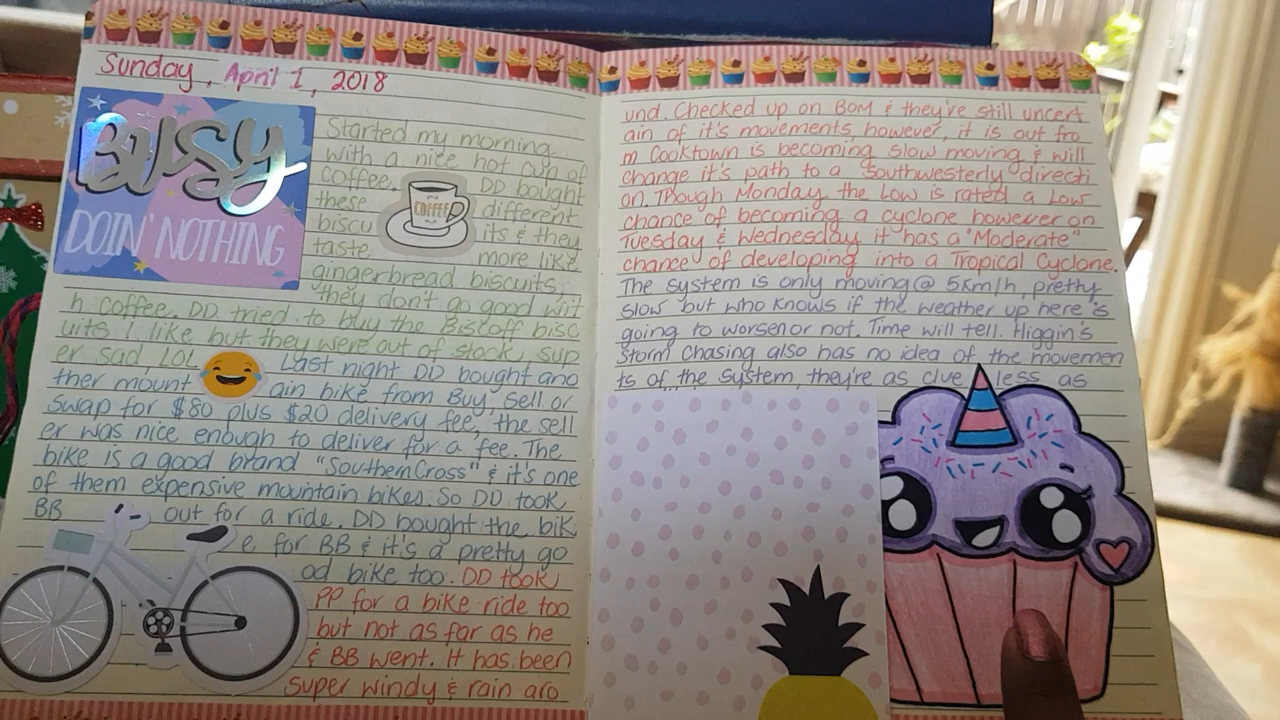 Sunday, April 1, 2018
BUSY
DOIN' NOTHING
Started my morning
with a nice hot cup of
coffee. DD bought
these different
biscu its & they
taste more like
gingerbread biscuits,
they don't go good wit
h coffee. DD tried to buy the Biscoff bisc
uits I like but they were out of stock, sup
er sad, LOL
COFFEE
Last night DD bought ano
ther mount ain bike from Buy, Sell or
Swap for $80 plus $20 delivery fee, the sell
er was nice enough to deliver for a fee. The
bike is a good brand "Southern Cross" & it's one
of them expensive mountain bikes. So DD took
BB out for a ride. DD bought the bik
e for BB & it's a pretty go
od bike too. DD took
PP for a bike ride too
but not as far as he
& BB went. It has been
super windy & rain aro
und. Checked up on BOM & they're still uncert
ain of it's movements, however, it is out fro
m Cooktown is becoming slow moving & will
change it's path to a Southwesterly directi
on. Though Monday, the Low is rated a Low
chance of becoming a cyclone however on
Tuesday & Wednesday it has a "Moderate"
chance of developing into a Tropical Cyclone.
The system is only moving @ 5km/h, pretty
slow but who knows if the weather up here is
going to worsen or not. Time will tell. Higgin's
Storm Chasing also has no idea of the movemen
ts of the system, they're as clue less as